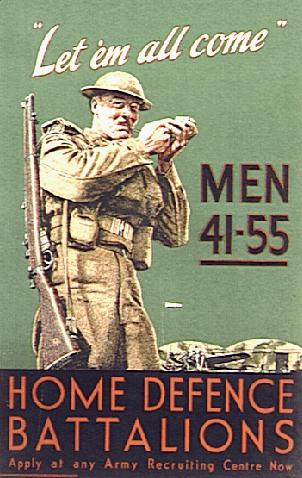 "Let 'em all come"
MEN
41-55
HOME DEFENCE
BATTALIONS
Apply at any Army Recruiting Centre Now